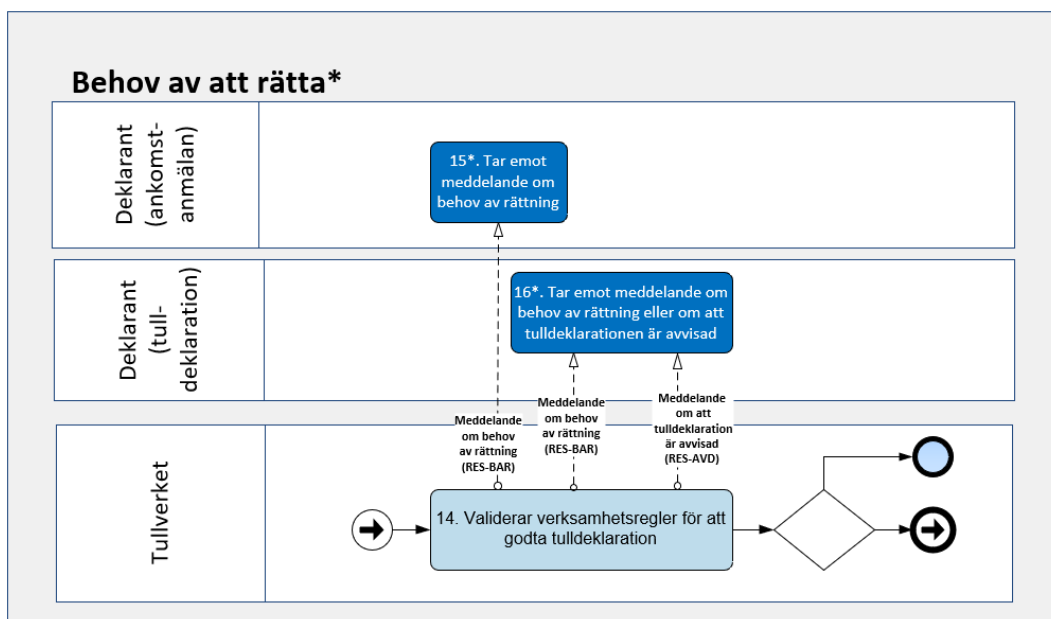 Behov av att rätta*
Deklarant
(ankomst-
anmälan)
15*. Tar emot
meddelande om
behov av rättning
Deklarant
(tull-
deklaration)
16*. Tar emot meddelande om
behov av rättning eller om att
tulldeklarationen är avvisad
Meddelande
om behov
av rättning
(RES-BAR)
Meddelande
om behov
av rättning
(RES-BAR)
Meddelande
om att
tulldeklaration
är avvisad
(RES-AVD)
Tullverket
14. Validerar verksamhetsregler för att
godta tulldeklaration